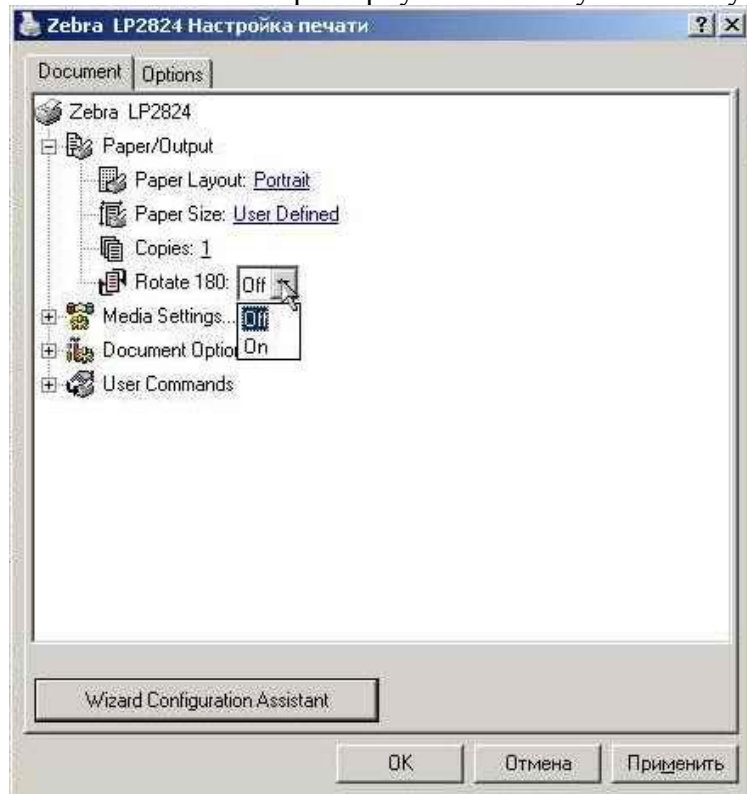 Zebra LP2824 Настройка печати
Document Options
Zebra LP2824
Paper/Output
Paper Layout: Portrait
Paper Size: User Defined
Copies: 1
Rotate 180: Off
Off
On
Media Settings...
Document Optio
User Commands
Wizard Configuration Assistant
OK Отмена Применить